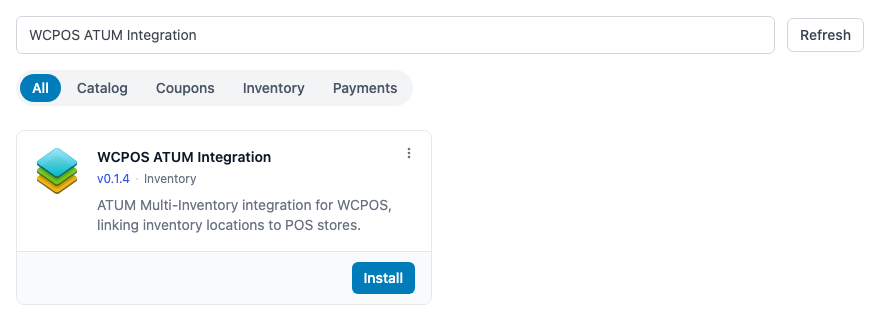 WCPOS ATUM Integration
Refresh
All
Catalog
Coupons
Inventory
Payments
WCPOS ATUM Integration
v0.1.4 · Inventory
ATUM Multi-Inventory integration for WCPOS,
linking inventory locations to POS stores.
Install